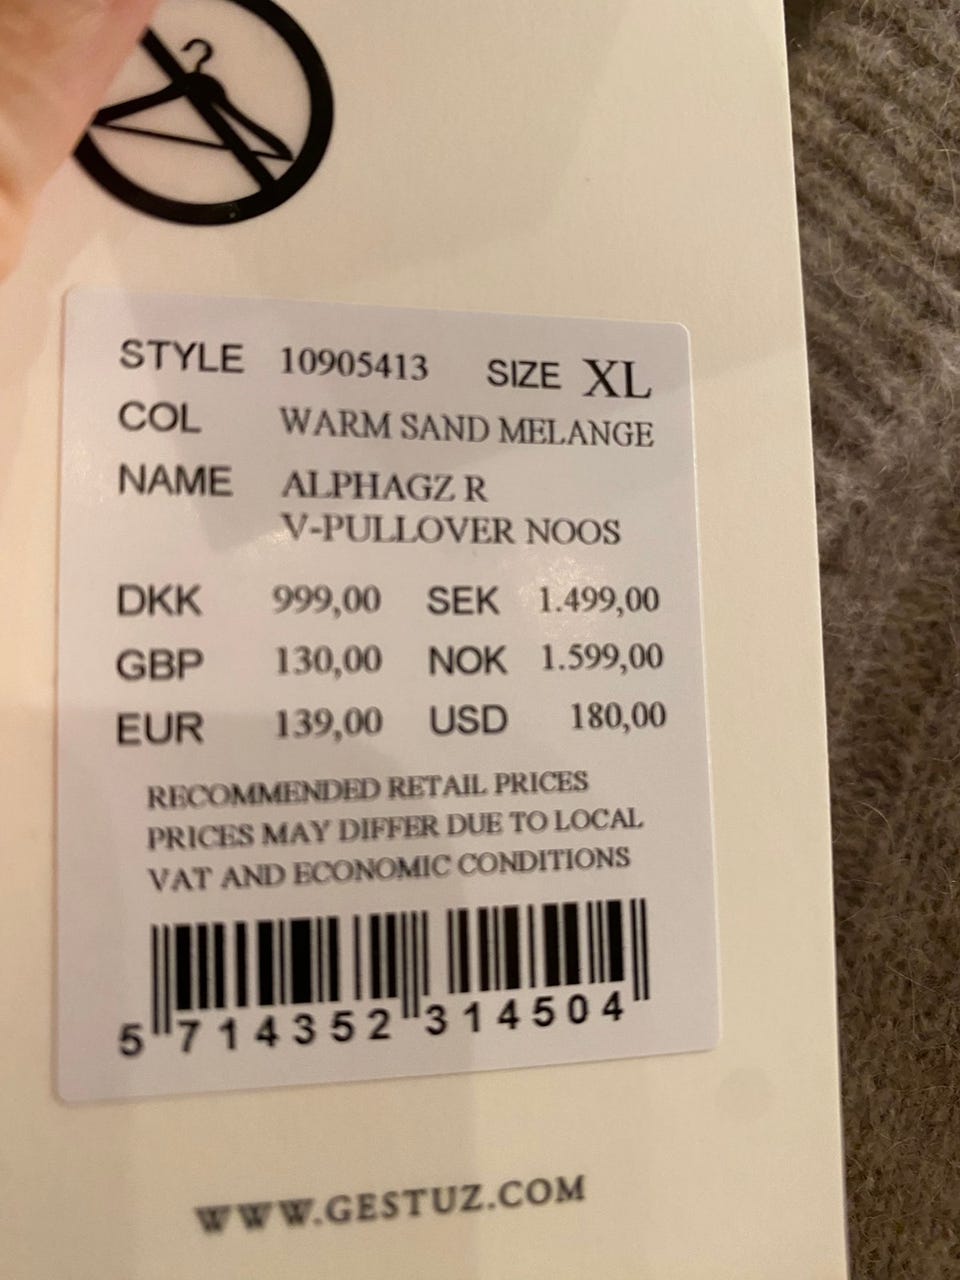 STYLE 10905413 SIZE XL
COL WARM SAND MELANGE
NAME ALPHAGZ R
V-PULLOVER NOOS
DKK 999,00 SEK 1.499,00
GBP 130,00 NOK 1.599,00
EUR 139,00 USD 180,00
RECOMMENDED RETAIL PRICES
PRICES MAY DIFFER DUE TO LOCAL
VAT AND ECONOMIC CONDITIONS
5 714352 314504
WWW.GESTUZ.COM